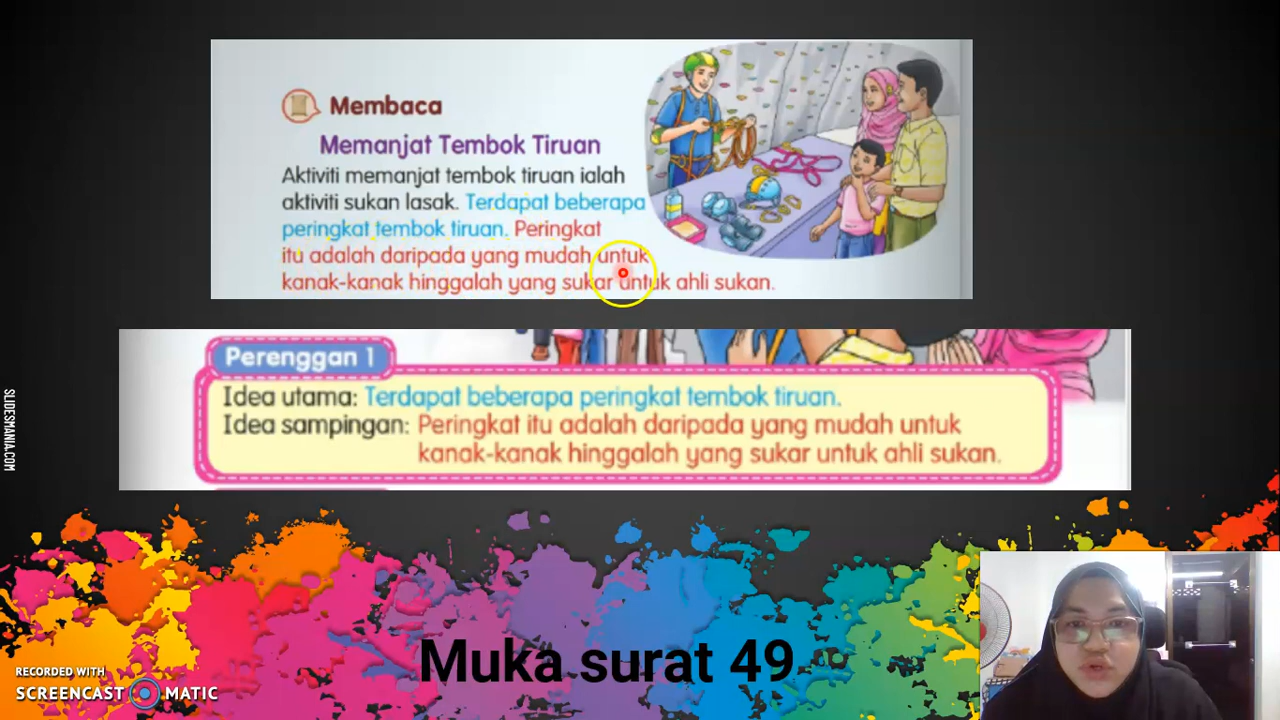 Membaca
Memanjat Tembok Tiruan
Aktiviti memanjat tembok tiruan ialah
aktiviti sukan lasak. Terdapat beberapa
peringkat tembok tiruan. Peringkat
itu adalah daripada yang mudah untuk
kanak-kanak hinggalah yang sukar untuk ahli sukan.
Perenggan 1
Idea utama: Terdapat beberapa peringkat tembok tiruan.
Idea sampingan: Peringkat itu adalah daripada yang mudah untuk
kanak-kanak hinggalah yang sukar untuk ahli sukan.
SLIDESMANIA.COM
Muka surat 49
RECORDED WITH
SCREENCAST MATIC